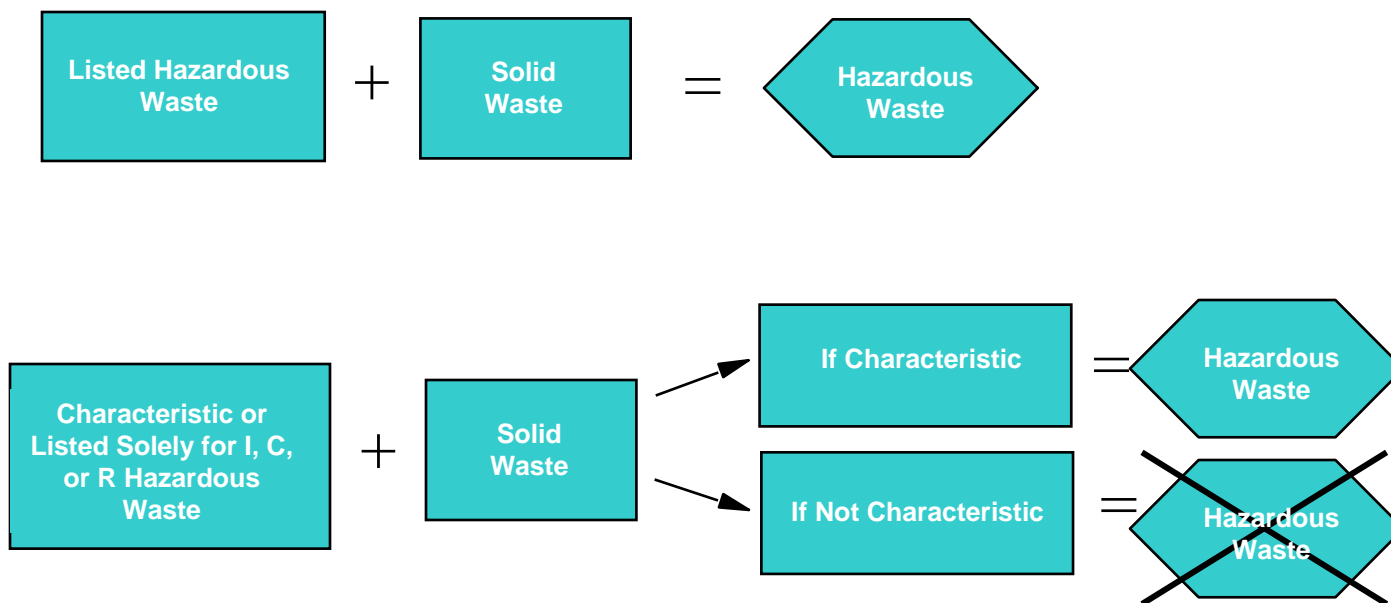 Listed Hazardous
Waste
+
Solid
Waste
=
Hazardous
Waste
Characteristic or
Listed Solely for I, C,
or R Hazardous
Waste
+
Solid
Waste
If Characteristic
=
Hazardous
Waste
If Not Characteristic
=
Hazardous
Waste